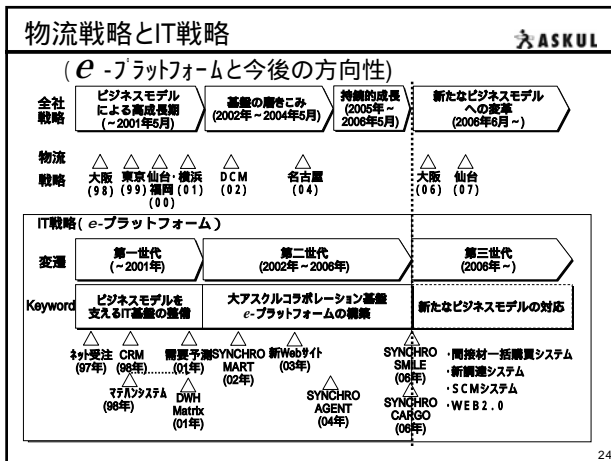 物流戦略とIT戦略
ASKUL
(e-プラットフォームと今後の方向性)
全社
戦略
ビジネスモデル
による高成長期
(~2001年5月)
基盤の磨きこみ
(2002年~2004年5月)
持続的成長
(2005年~
2006年5月)
新たなビジネスモデル
への変革
(2006年6月~)
物流
戦略
△ △ △ △ △ △ △ △
大阪
(98)
東京
(99)
仙台・
福岡
(00)
横浜
(01)
DCM
(02)
名古屋
(04)
大阪
(06)
仙台
(07)
IT戦略(e-プラットフォーム)
変遷
第一世代
(~2001年)
第二世代
(2002年~2006年)
第三世代
(2006年~)
Keyword
ビジネスモデルを
支えるIT基盤の整備
大アスクルコラボレーション基盤
e-プラットフォームの構築
新たなビジネスモデルの対応
ネット受注
(97年)
CRM
(98年)
需要予測
(01年)
SYNCHRO
MART
(02年)
新Webサイト
(03年)
SYNCHRO
SMILE
(06年)
マテハンシステム
(98年)
DWH
Matrix
(01年)
SYNCHRO
AGENT
(04年)
SYNCHRO
CARGO
(06年)
・間接材一括購買システム
・新調達システム
・SCMシステム
・WEB2.0
24